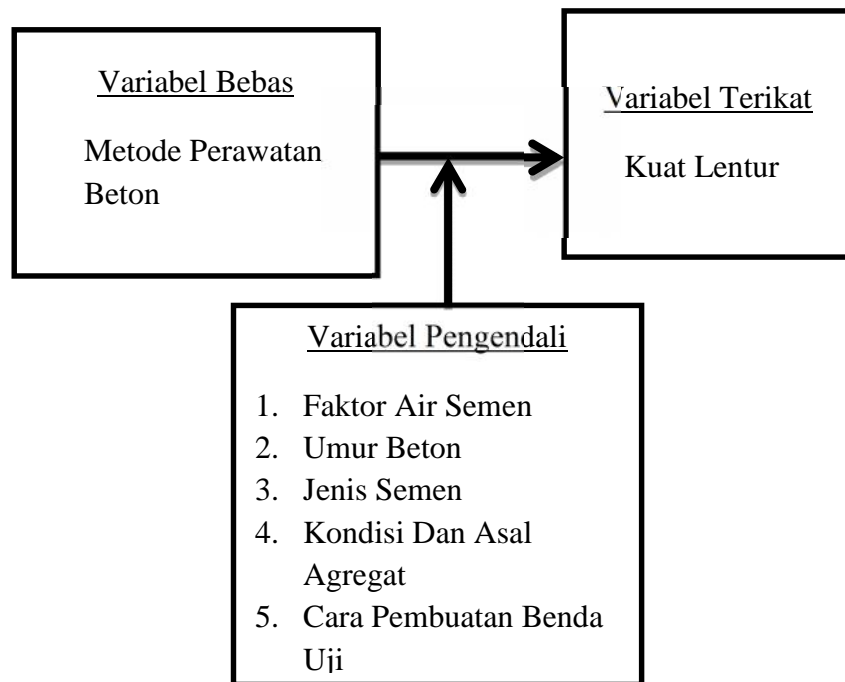 Variabel Bebas
Metode Perawatan
Beton
Variabel Terikat
Kuat Lentur
Variabel Pengendali
1. Faktor Air Semen
2. Umur Beton
3. Jenis Semen
4. Kondisi Dan Asal
Agregat
5. Cara Pembuatan Benda
Uji